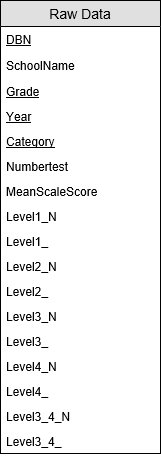 Raw Data
DBN
SchoolName
Grade
Year
Category
Numbertest
MeanScaleScore
Level1_N
Level1_
Level2_N
Level2_
Level3_N
Level3_
Level4_N
Level4_
Level3_4_N
Level3_4_